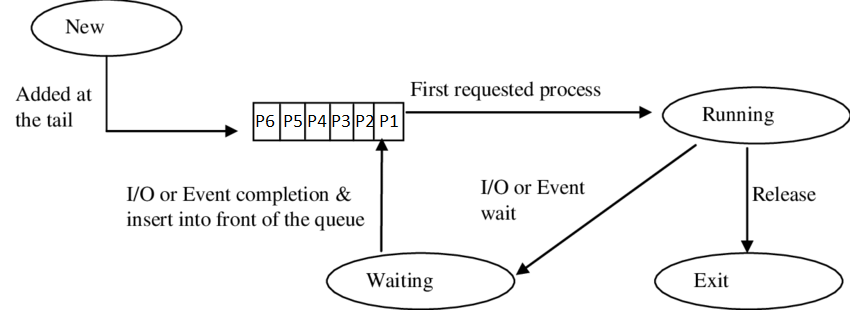 New
Added at
the tail
First requested process
P6 P5 P4 P3 P2 P1
Running
I/O or Event completion &
insert into front of the queue
I/O or Event
wait
Release
Waiting
Exit